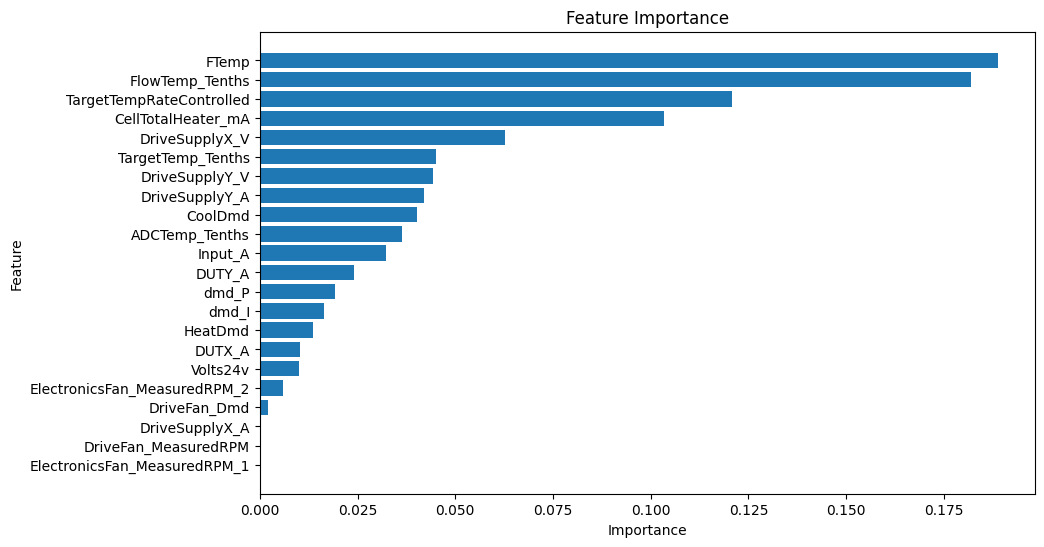 Feature Importance
FTemp
FlowTemp_Tenths
TargetTempRateControlled
CellTotalHeater_mA
DriveSupplyX_V
TargetTemp_Tenths
DriveSupplyY_V
DriveSupplyY_A
CoolDmd
ADCTemp_Tenths
Input_A
DUTY_A
dmd_P
dmd_I
HeatDmd
DUTX_A
Volts24v
ElectronicsFan_MeasuredRPM_2
DriveFan_Dmd
DriveSupplyX_A
DriveFan_MeasuredRPM
ElectronicsFan_MeasuredRPM_1
Feature
0.000 0.025 0.050 0.075 0.100 0.125 0.150 0.175
Importance